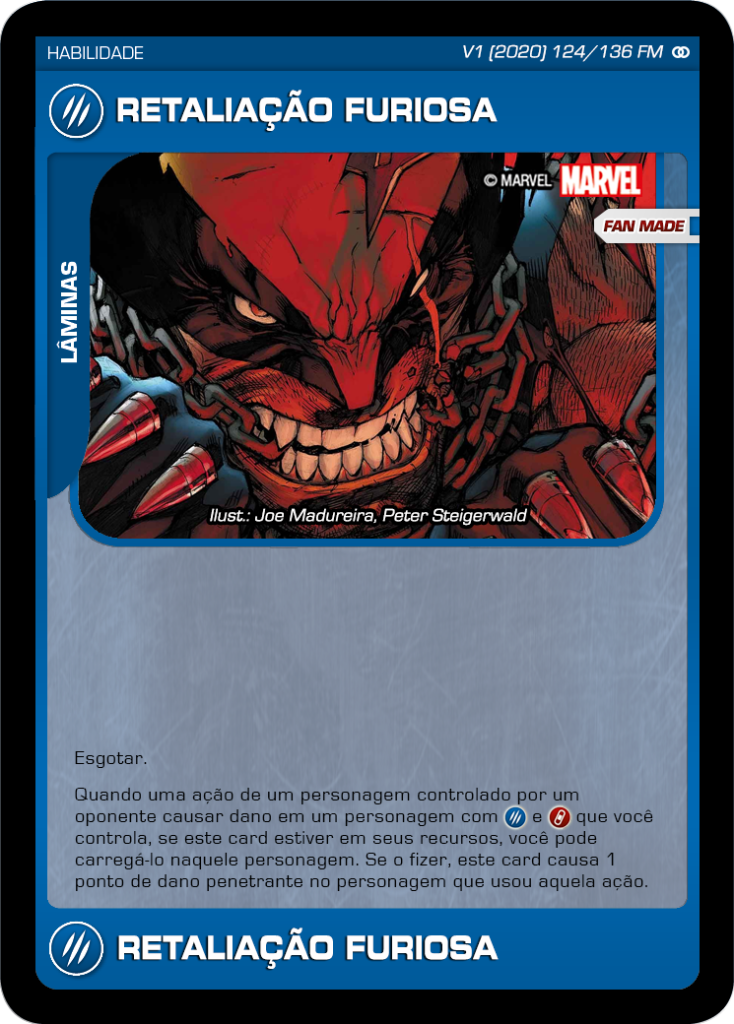 HABILIDADE
V1 (2020) 124/136 FM
RETALIAÇÃO FURIOSA
© MARVEL MARVEL
FAN MADE
LÂMINAS
Ilust.: Joe Madureira, Peter Steigerwald
Esgotar.
Quando uma ação de um personagem controlado por um
oponente causar dano em um personagem com e que você
controla, se este card estiver em seus recursos, você pode
carregá-lo naquele personagem. Se o fizer, este card causa 1
ponto de dano penetrante no personagem que usou aquela ação.
RETALIAÇÃO FURIOSA